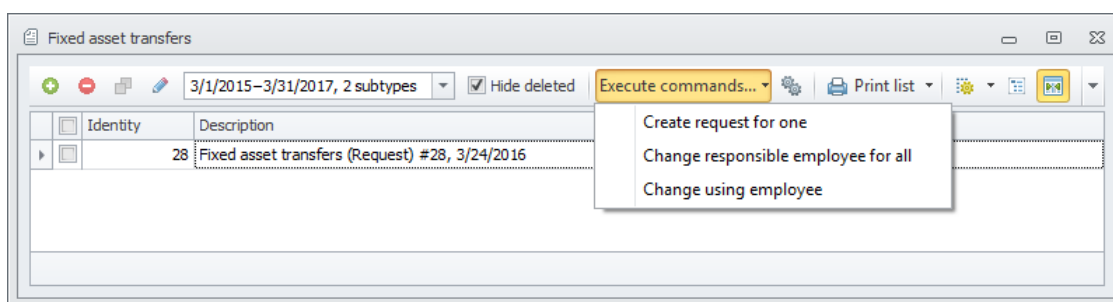 Fixed asset transfers
3/1/2015–3/31/2017, 2 subtypes Hide deleted Execute commands... Print list
Identity Description
28 Fixed asset transfers (Request) #28, 3/24/2016
Create request for one
Change responsible employee for all
Change using employee